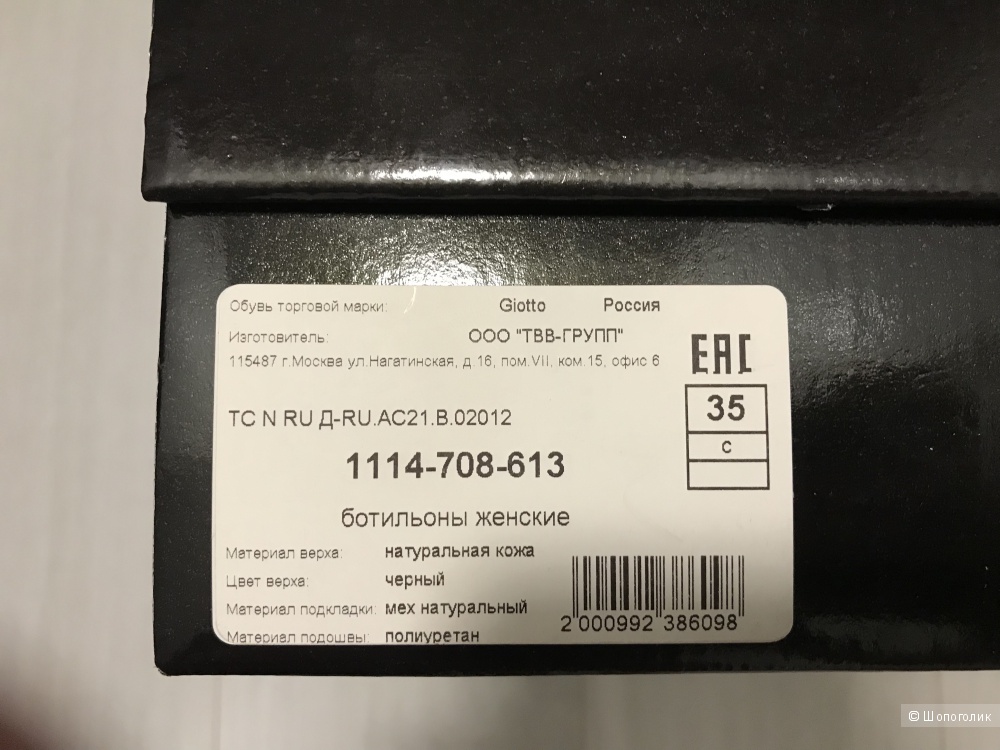 Обувь торговой марки: Giotto Россия
Изготовитель: ООО "ТВВ-ГРУПП"
115487 г.Москва ул.Нагатинская, д 16, пом.VII, ком.15, офис 6
EAC
35
С
ТС N RU Д-RU.АС21.В.02012
1114-708-613
ботильоны женские
Материал верха: натуральная кожа
Цвет верха: черный
Материал подкладки: мех натуральный
Материал подошвы: полиуретан
2 000992 386098
© Шопоголик